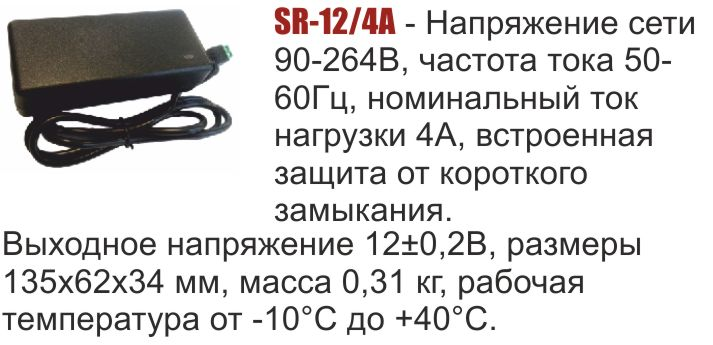 SR-12/4A - Напряжение сети
90-264В, частота тока 50-
60Гц, номинальный ток
нагрузки 4А, встроенная
защита от короткого
замыкания.
Выходное напряжение 12±0,2В, размеры
135х62х34 мм, масса 0,31 кг, рабочая
температура от -10°С до +40°С.